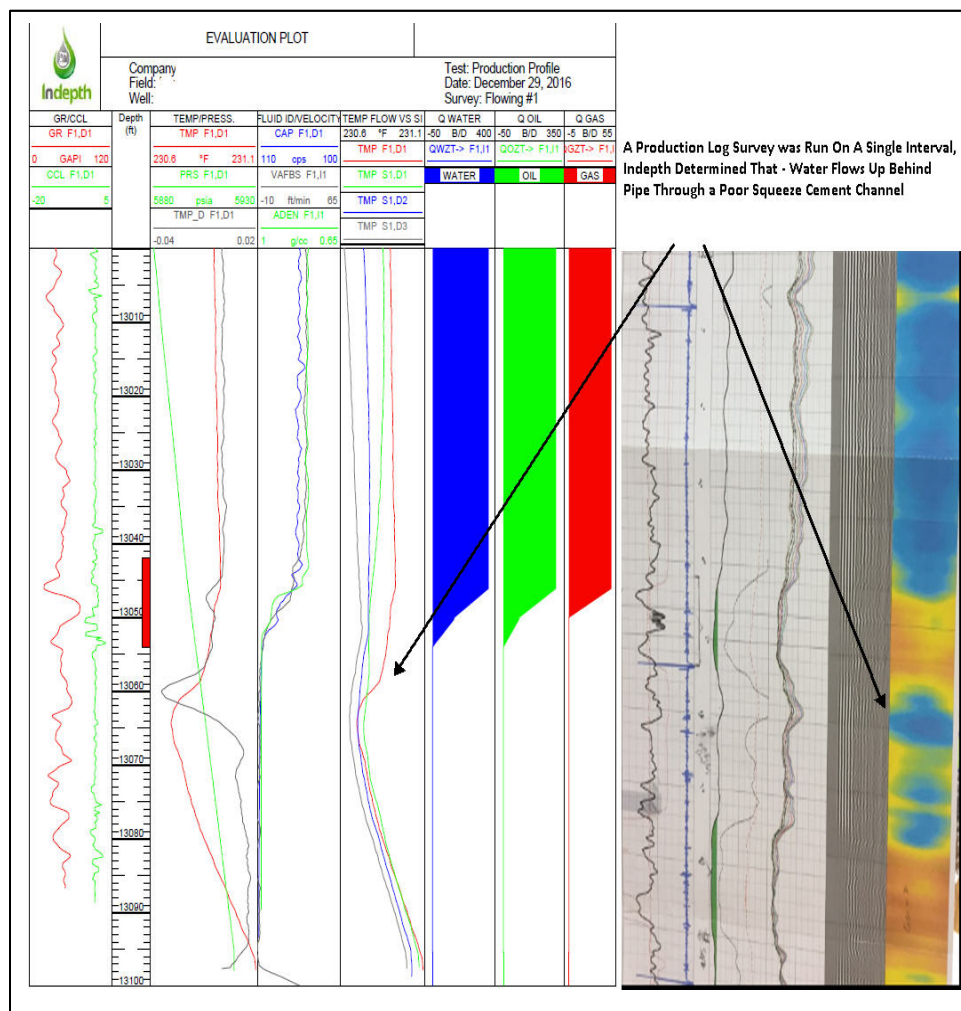 EVALUATION PLOT
Indepth
Company
Field:
Well:
Test: Production Profile
Date: December 29, 2016
Survey: Flowing #1
GR/CCL
GR F1,D1
0 GAPI 120
CCL F1,D1
-20 5
Depth
(ft)
TEMP/PRESS.
TMP F1,D1
230.6 °F 231.1
PRS F1,D1
5880 psia 5930
TMP_D F1,D1
-0.04 0.02
FLUID ID/VELOCITY
CAP F1,D1
110 cps 100
VAFBS F1,I1
-10 ft/min 65
ADEN F1,I1
1 g/cc 0.65
TEMP FLOW VS SI
230.6 °F 231.1
TMP F1,D1
TMP S1,D1
TMP S1,D2
TMP S1,D3
Q WATER
-50 B/D 400
QWZT-> F1,I1
WATER
Q OIL
-50 B/D 350
QOZT-> F1,I1
OIL
Q GAS
-5 B/D 55
QGZT-> F1,I
GAS
A Production Log Survey was Run On A Single Interval,
Indepth Determined That - Water Flows Up Behind
Pipe Through a Poor Squeeze Cement Channel
13010
13020
13030
13040
13050
13060
13070
13080
13090
13100